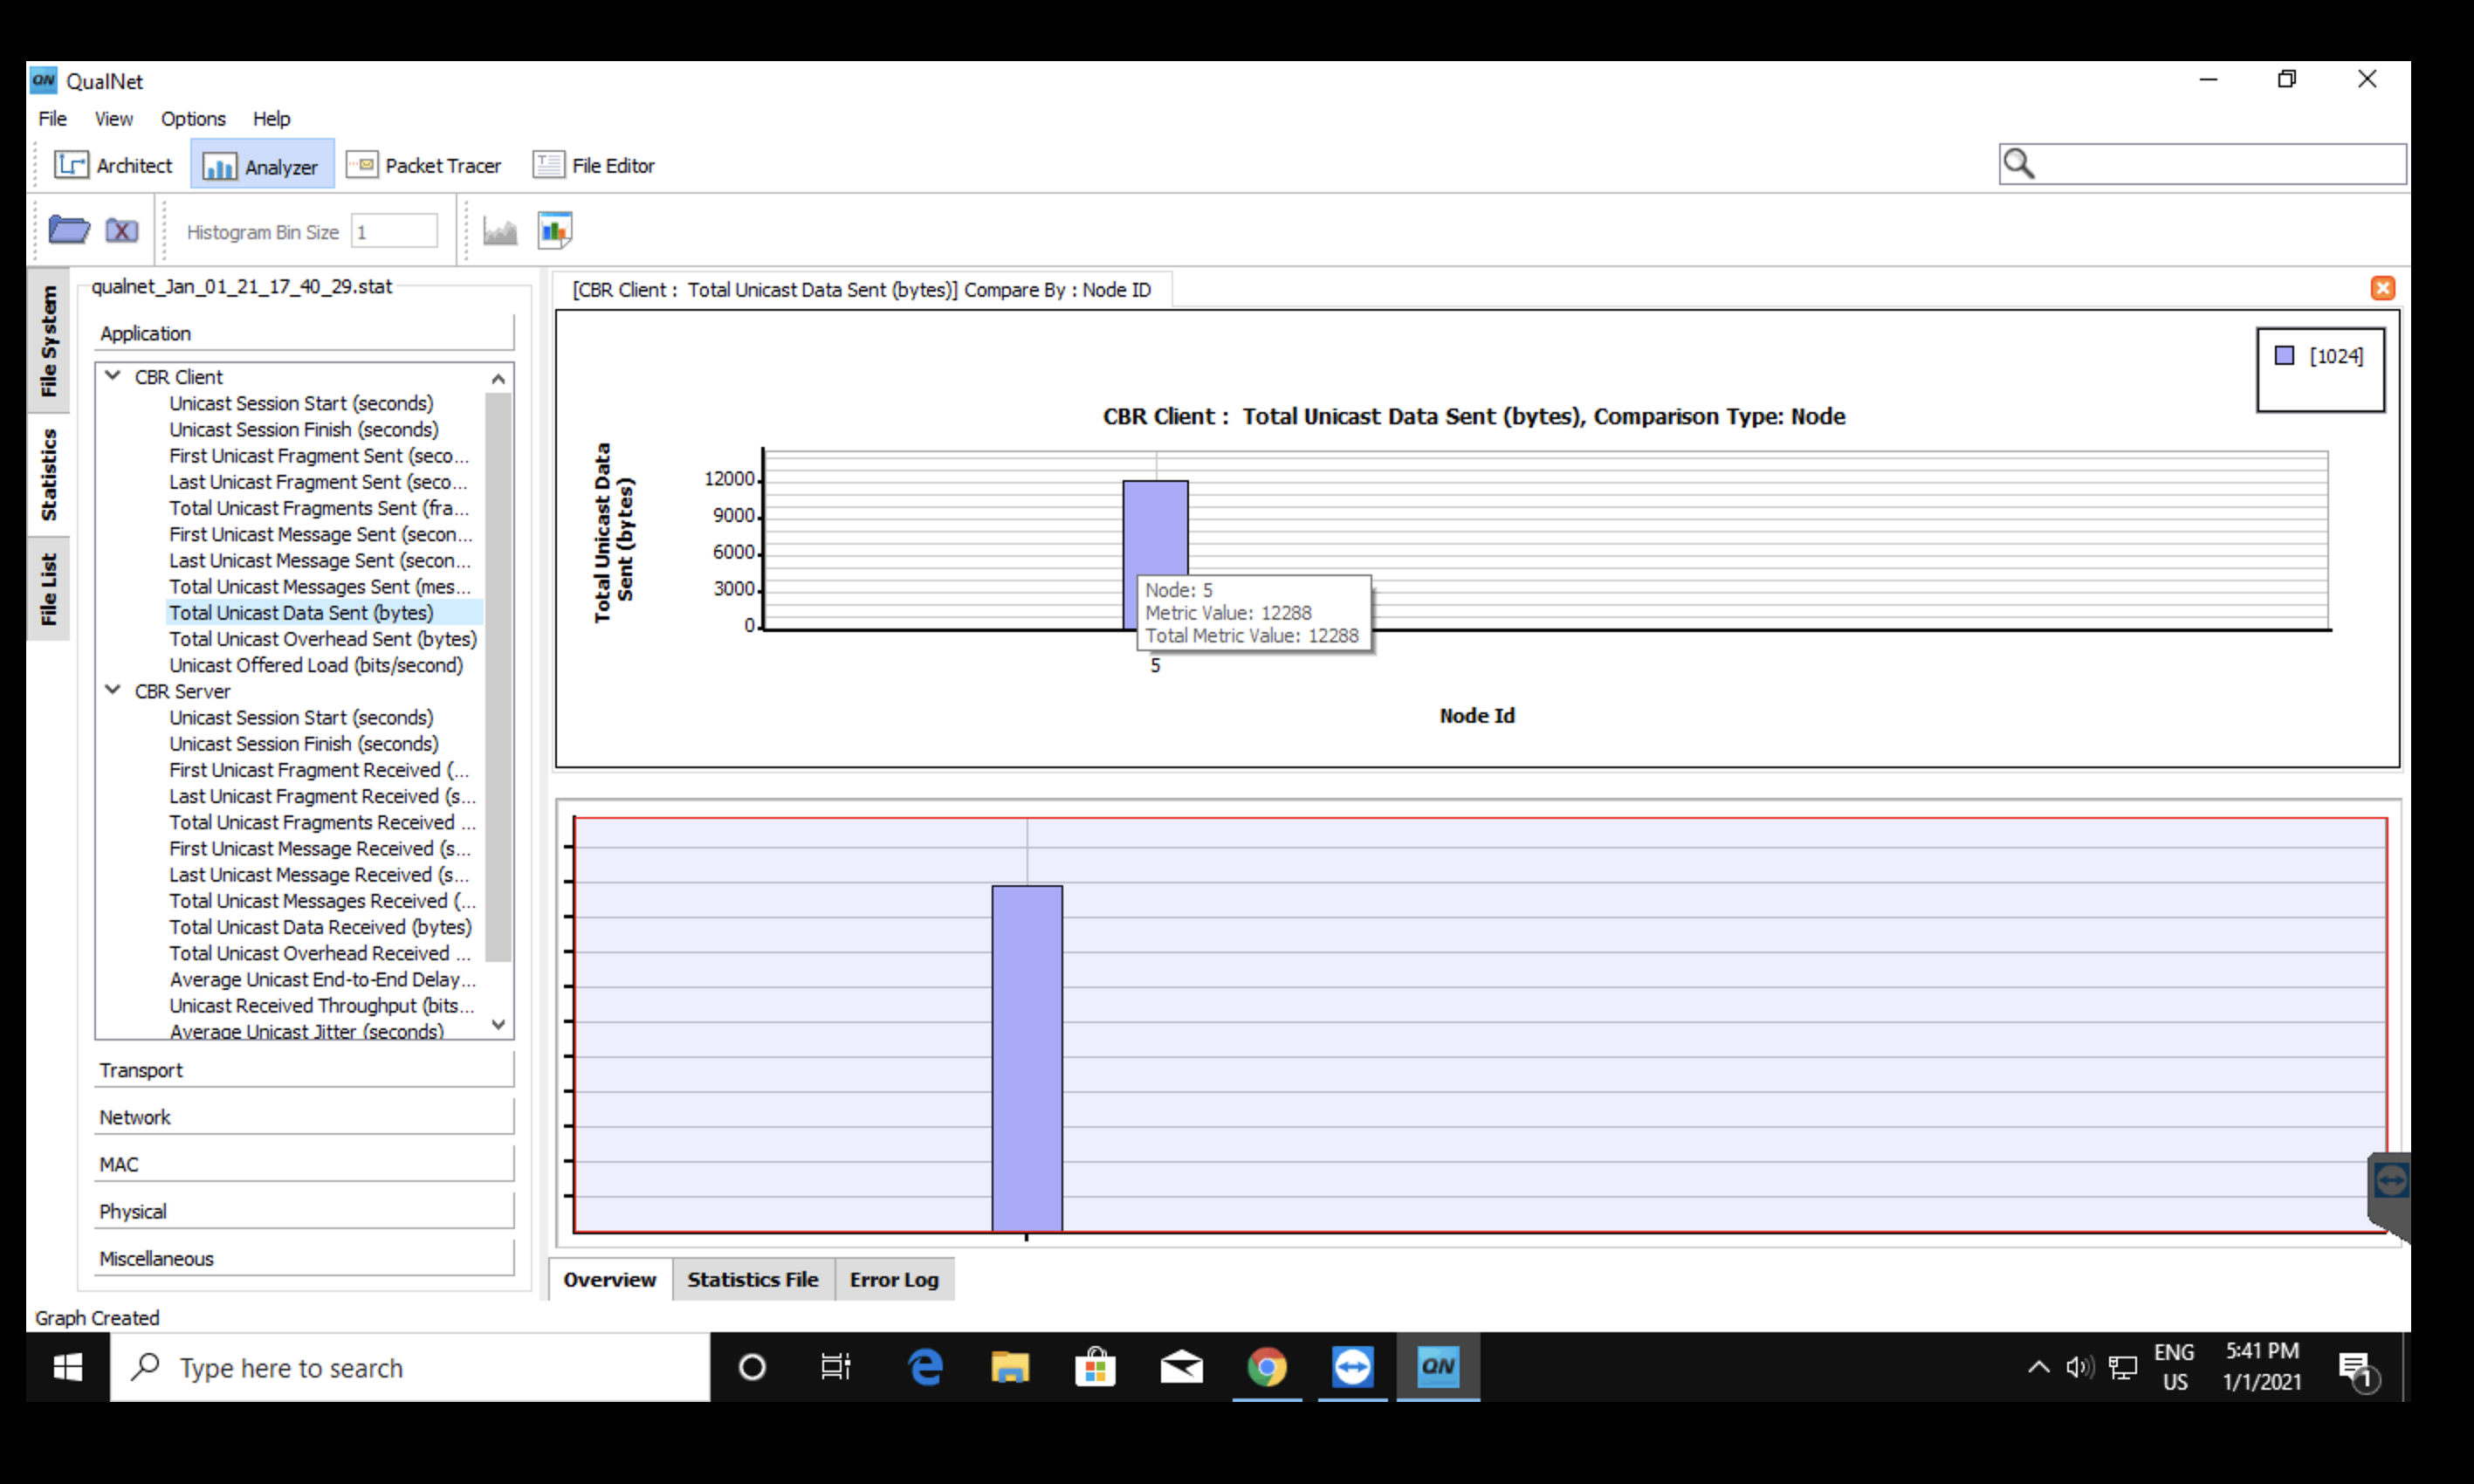 QN QualNet
File View Options Help
Architect Analyzer Packet Tracer File Editor
Histogram Bin Size 1
File System
Statistics
File List
qualnet_Jan_01_21_17_40_29.stat
Application
CBR Client
Unicast Session Start (seconds)
Unicast Session Finish (seconds)
First Unicast Fragment Sent (seco...
Last Unicast Fragment Sent (seco...
Total Unicast Fragments Sent (fra...
First Unicast Message Sent (secon...
Last Unicast Message Sent (secon...
Total Unicast Messages Sent (mes...
Total Unicast Data Sent (bytes)
Total Unicast Overhead Sent (bytes)
Unicast Offered Load (bits/second)
CBR Server
Unicast Session Start (seconds)
Unicast Session Finish (seconds)
First Unicast Fragment Received (...
Last Unicast Fragment Received (s...
Total Unicast Fragments Received ...
First Unicast Message Received (s...
Last Unicast Message Received (s...
Total Unicast Messages Received (...
Total Unicast Data Received (bytes)
Total Unicast Overhead Received ...
Average Unicast End-to-End Delay...
Unicast Received Throughput (bits...
Average Unicast Jitter (seconds)
Transport
Network
MAC
Physical
Miscellaneous
[CBR Client : Total Unicast Data Sent (bytes)] Compare By : Node ID
[1024]
CBR Client : Total Unicast Data Sent (bytes), Comparison Type: Node
Total Unicast Data
Sent (bytes)
12000
9000
6000
3000
0
Node: 5
Metric Value: 12288
Total Metric Value: 12288
5
Node Id
Overview Statistics File Error Log
Graph Created
Type here to search
QN
ENG
US
5:41 PM
1/1/2021
1